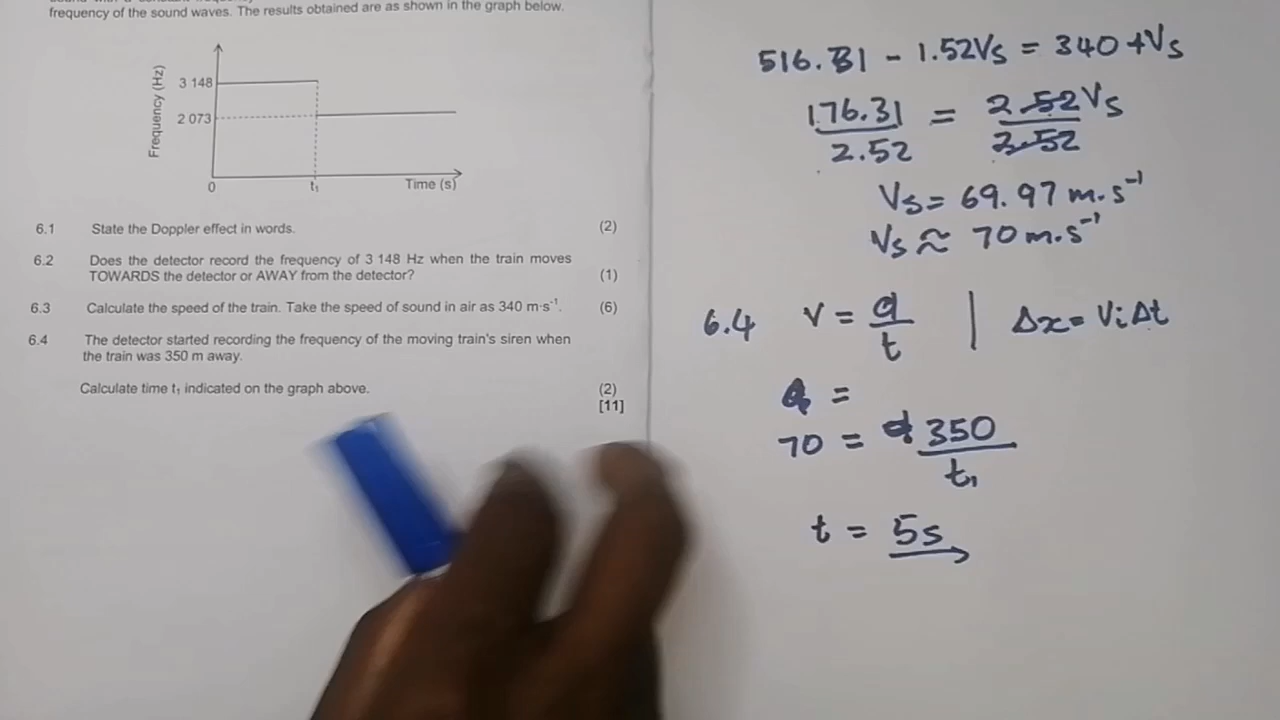 frequency of the sound waves. The results obtained are as shown in the graph below.
Frequency (Hz)
3 148
2 073
0
t₁
Time (s)
6.1 State the Doppler effect in words. (2)
6.2 Does the detector record the frequency of 3 148 Hz when the train moves
TOWARDS the detector or AWAY from the detector? (1)
6.3 Calculate the speed of the train. Take the speed of sound in air as 340 m·s⁻¹. (6)
6.4 The detector started recording the frequency of the moving train's siren when
the train was 350 m away.
Calculate time t₁ indicated on the graph above. (2)
[11]
516.31 - 1.52Vs = 340 + Vs
176.31 = 2.52Vs
2.52 2.52
Vs = 69.97 m·s⁻¹
Vs ≈ 70 m·s⁻¹
6.4 V = d/t | Δx = ViΔt
=
70 = 350/t₁
t = 5s